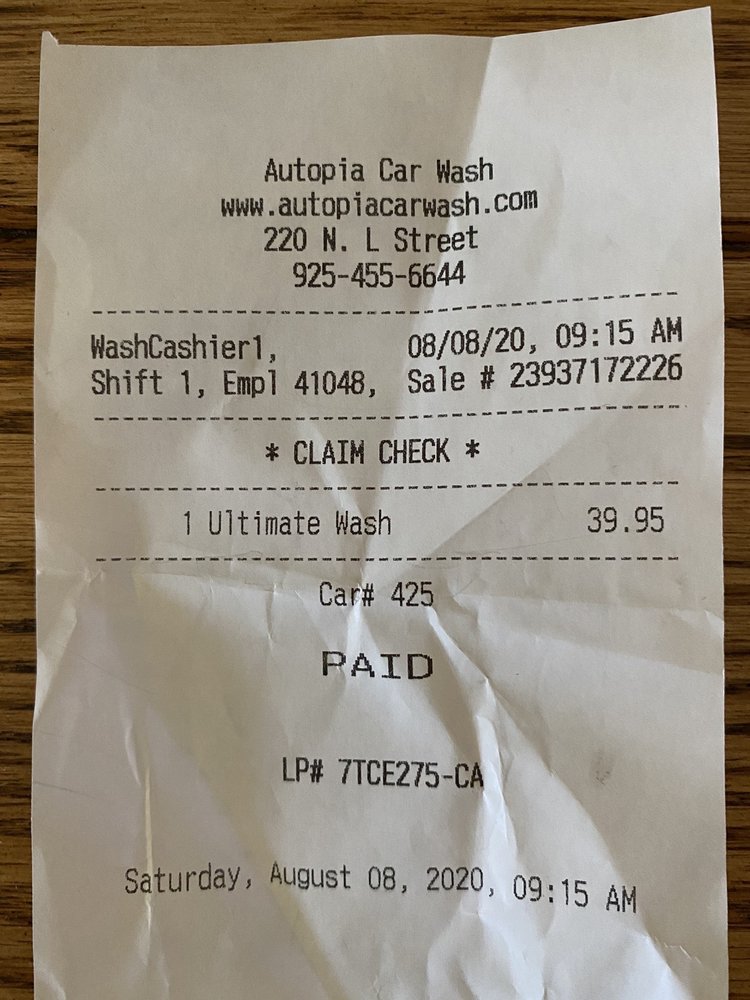 Autopia Car Wash
www.autopiacarwash.com
220 N. L Street
925-455-6644
WashCashier1, 08/08/20, 09:15 AM
Shift 1, Empl 41048, Sale # 23937172226
* CLAIM CHECK *
1 Ultimate Wash 39.95
Car# 425
PAID
LP# 7TCE275-CA
Saturday, August 08, 2020, 09:15 AM